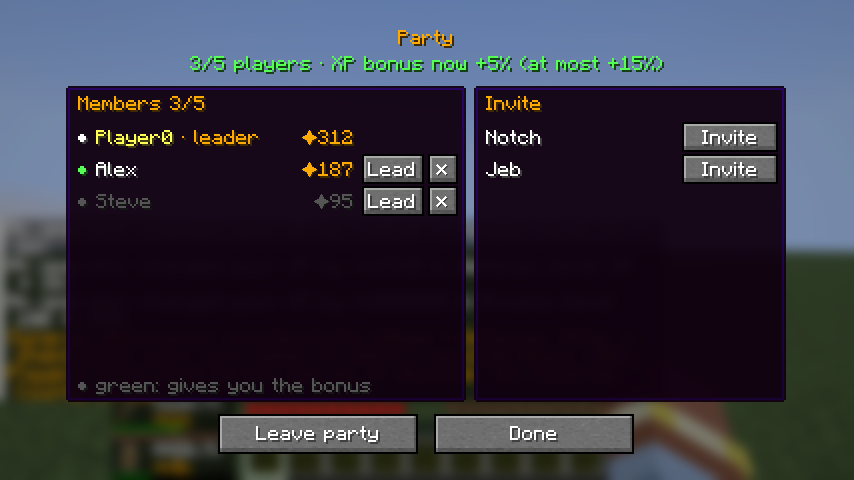 Party
3/5 players · XP bonus now +5% (at most +15%)
Members 3/5
• Player0 · leader ✦312
• Alex ✦187 Lead ×
• Steve ✦95 Lead ×
• green: gives you the bonus
Invite
Notch Invite
Jeb Invite
Leave party Done